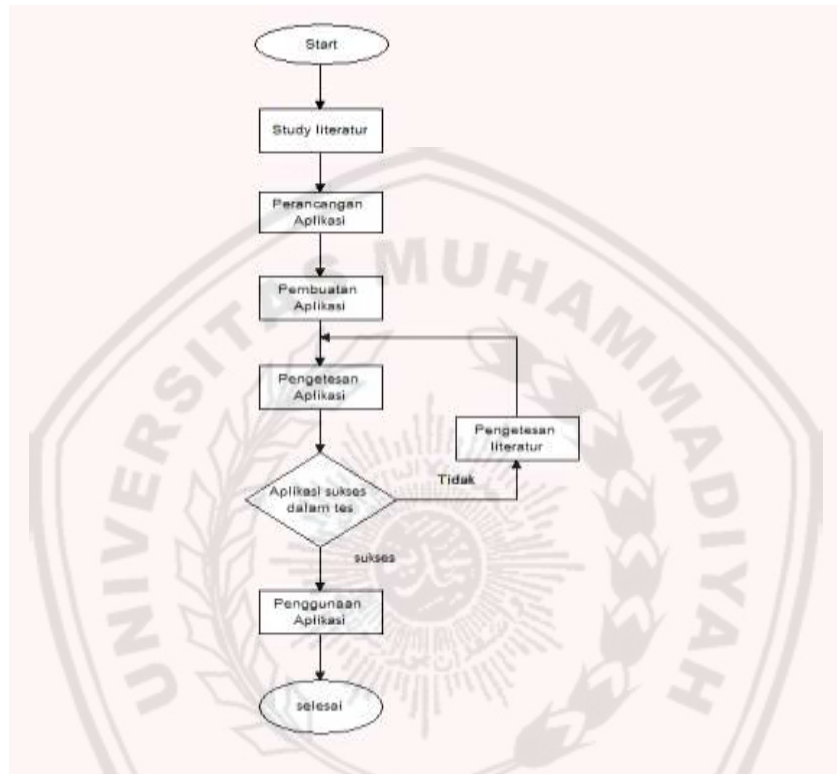 Start
Study literatur
Perancangan
Aplikasi
Pembuatan
Aplikasi
Pengetesan
Aplikasi
Pengetesan
literatur
Aplikasi sukses
dalam tes
Tidak
sukses
Penggunaan
Aplikasi
selesai
UNIVERSITAS MUHAMMADIYAH